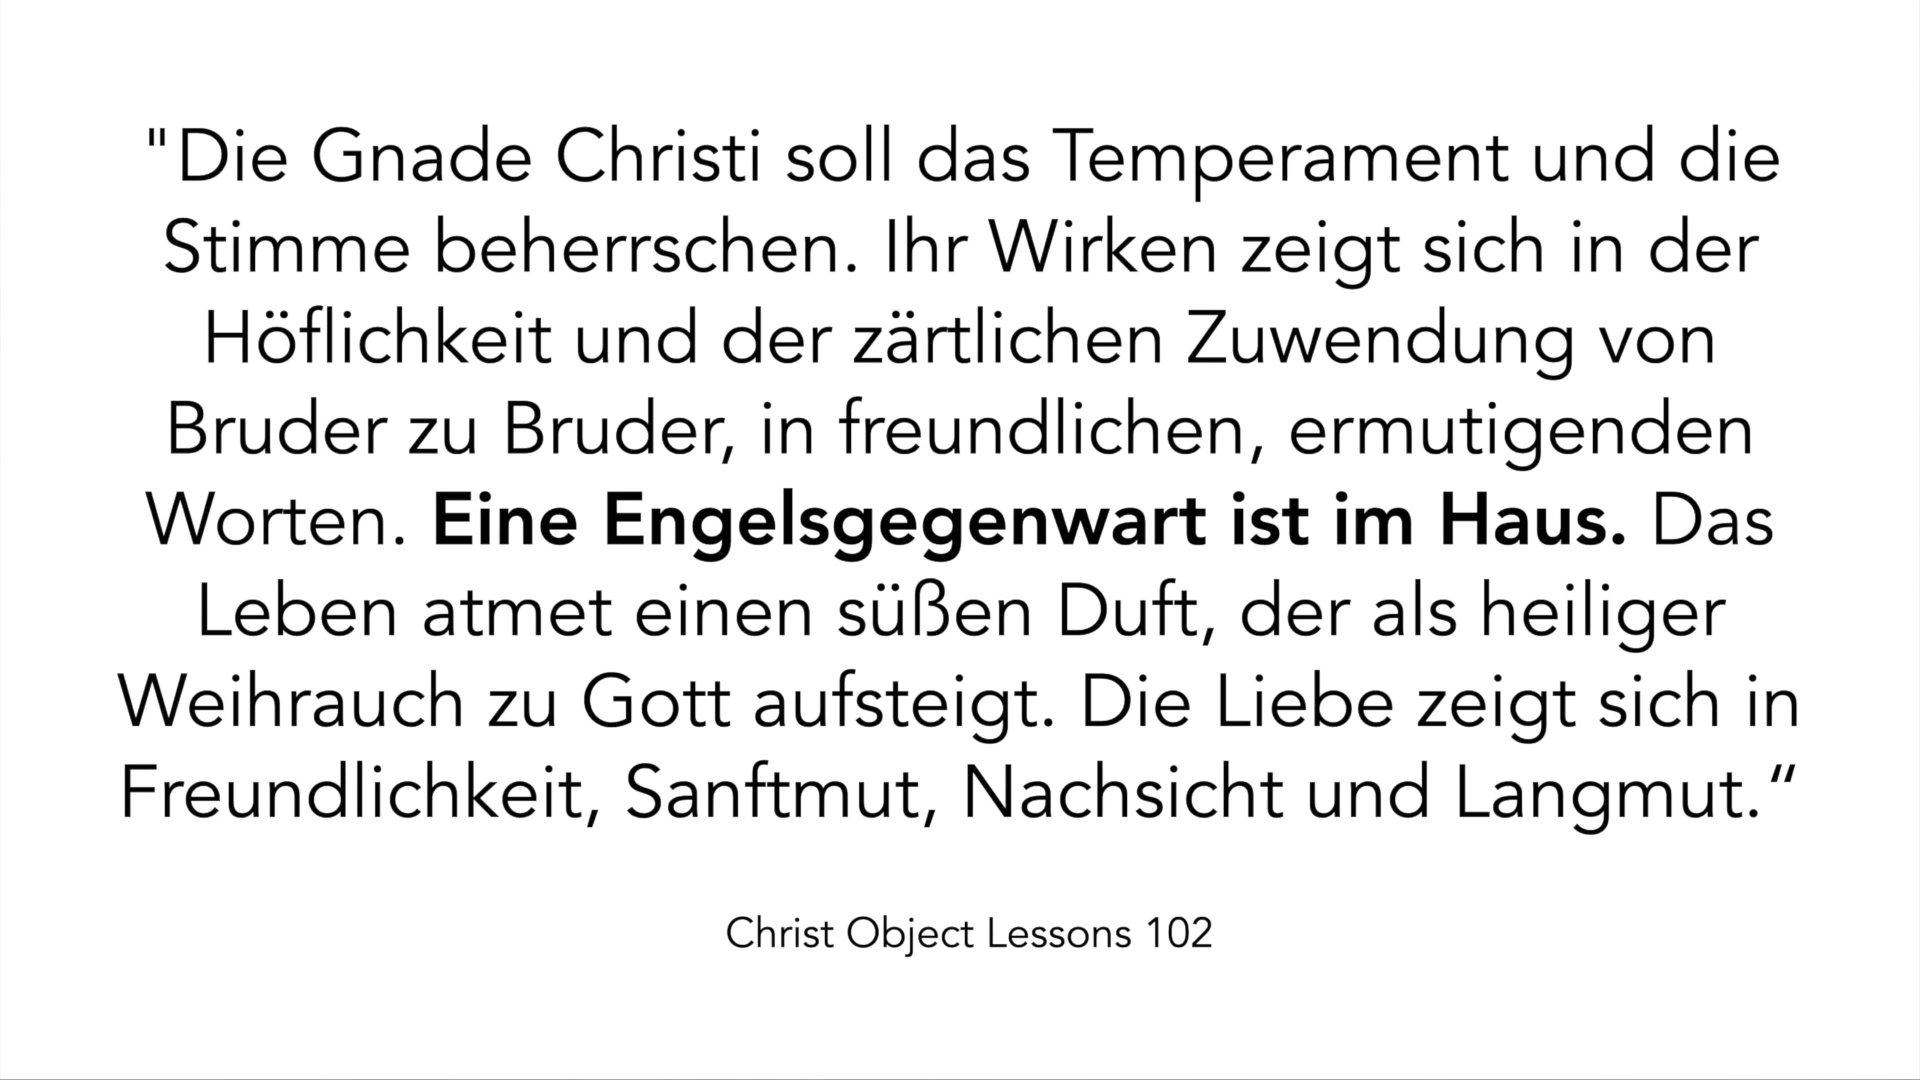 "Die Gnade Christi soll das Temperament und die
Stimme beherrschen. Ihr Wirken zeigt sich in der
Höflichkeit und der zärtlichen Zuwendung von
Bruder zu Bruder, in freundlichen, ermutigenden
Worten. Eine Engelsgegenwart ist im Haus. Das
Leben atmet einen süßen Duft, der als heiliger
Weihrauch zu Gott aufsteigt. Die Liebe zeigt sich in
Freundlichkeit, Sanftmut, Nachsicht und Langmut.“
Christ Object Lessons 102